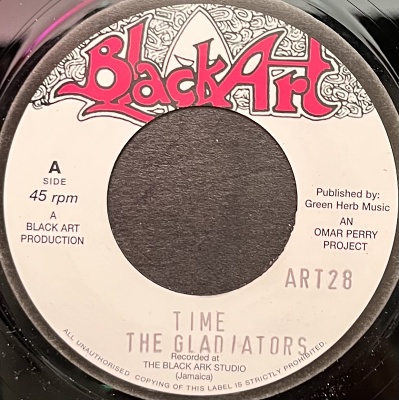 Black Art
A
SIDE
45 rpm
A
BLACK ART
PRODUCTION
Published by:
Green Herb Music
AN
OMAR PERRY
PROJECT
ART28
TIME
THE GLADIATORS
Recorded at
THE BLACK ARK STUDIO
(Jamaica)
ALL UNAUTHORISED COPYING OF THIS LABEL IS STRICTLY PROHIBITED.